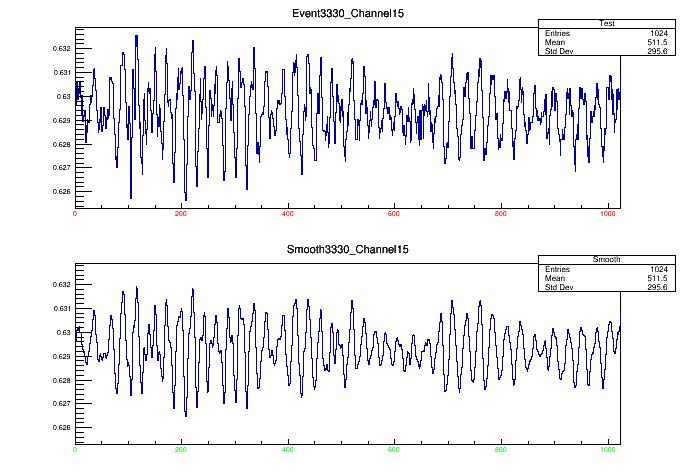 Event3330_Channel15
Test
Entries 1024
Mean 511.5
Std Dev 295.6
0.632
0.631
0.63
0.629
0.628
0.627
0.626
0 200 400 600 800 1000
Smooth3330_Channel15
Smooth
Entries 1024
Mean 511.5
Std Dev 295.6
0.632
0.631
0.63
0.629
0.628
0.627
0.626
0 200 400 600 800 1000